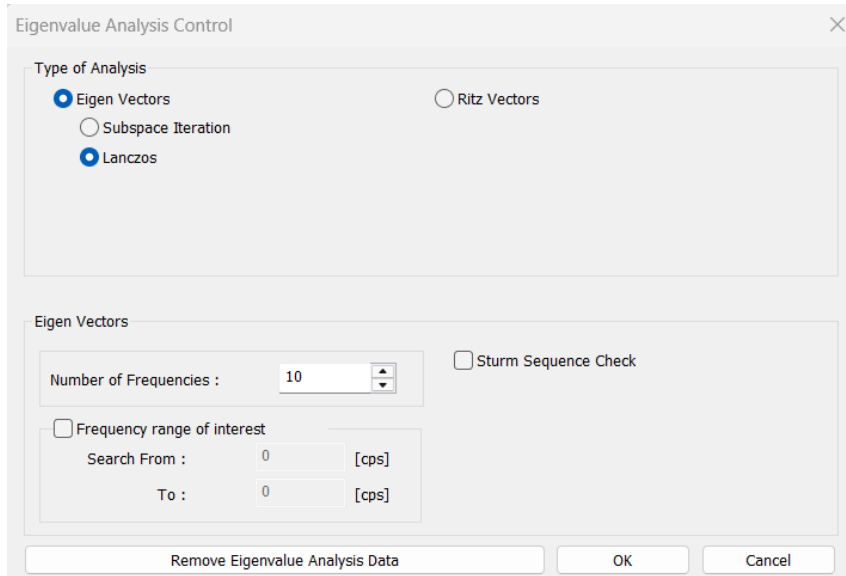 Eigenvalue Analysis Control
Type of Analysis
Eigen Vectors
Ritz Vectors
Subspace Iteration
Lanczos
Eigen Vectors
Number of Frequencies :
10
Sturm Sequence Check
Frequency range of interest
Search From :
0
[cps]
To :
0
[cps]
Remove Eigenvalue Analysis Data
OK
Cancel